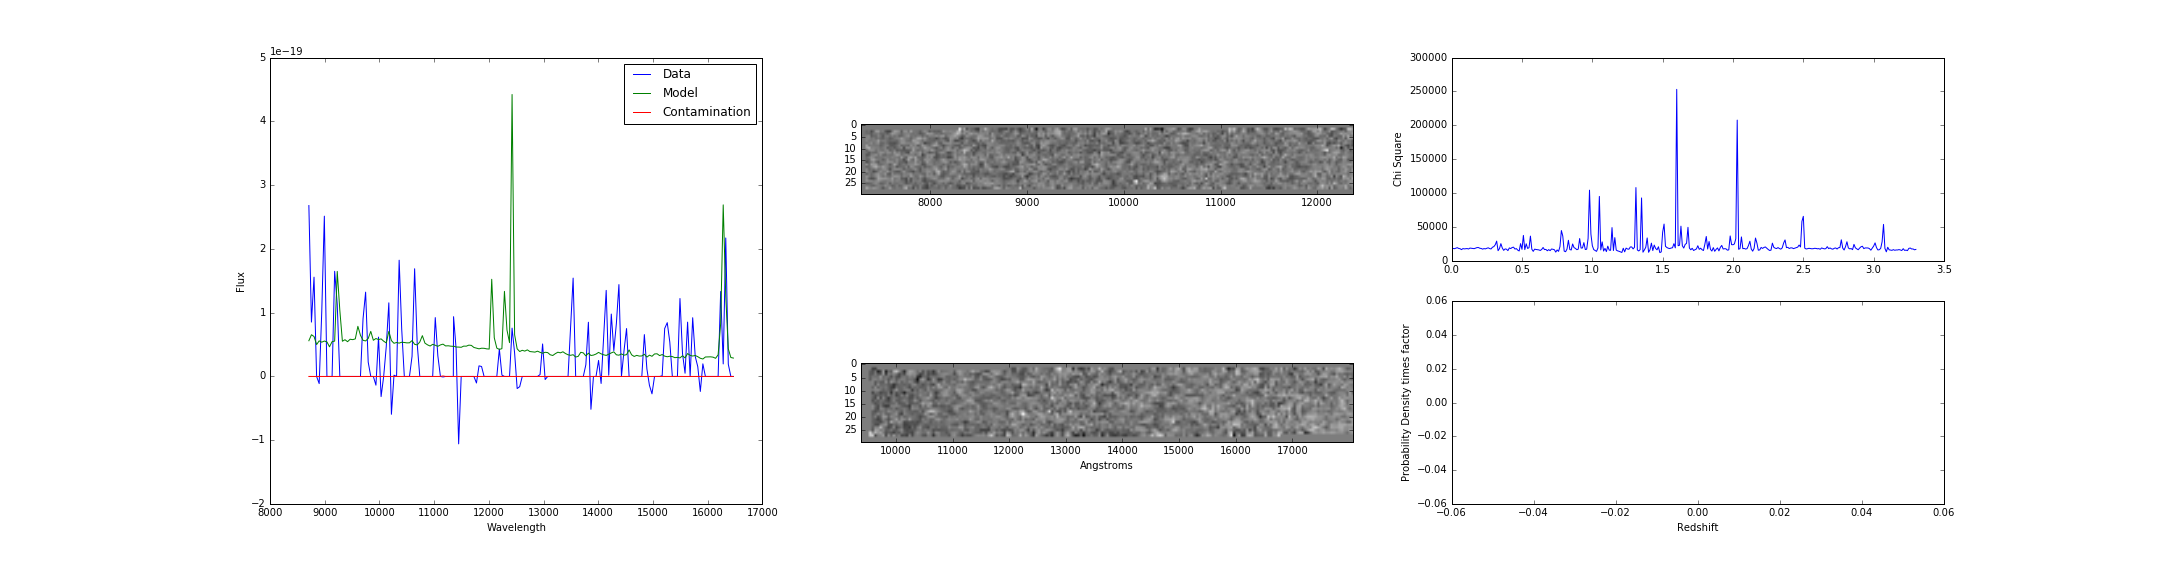 1e−19
5
4
3
2
1
0
−1
−2
Flux
8000 9000 10000 11000 12000 13000 14000 15000 16000 17000
Wavelength
Data
Model
Contamination
0
5
10
15
20
25
8000 9000 10000 11000 12000
0
5
10
15
20
25
10000 11000 12000 13000 14000 15000 16000 17000
Angstroms
300000
250000
200000
150000
100000
50000
0
Chi Square
0.0 0.5 1.0 1.5 2.0 2.5 3.0 3.5
0.06
0.04
0.02
0.00
−0.02
−0.04
−0.06
Probability Density times factor
−0.06 −0.04 −0.02 0.00 0.02 0.04 0.06
Redshift